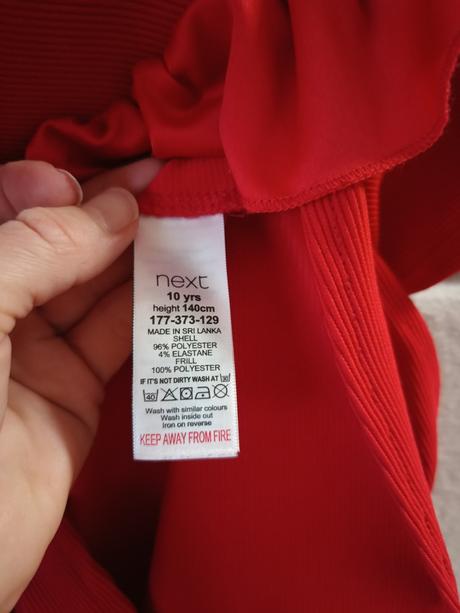 next
10 yrs
height 140cm
177-373-129
MADE IN SRI LANKA
SHELL
96% POLYESTER
4% ELASTANE
FRILL
100% POLYESTER
IF IT'S NOT DIRTY WASH AT 30
40
Wash with similar colours
Wash inside out
Iron on reverse
KEEP AWAY FROM FIRE